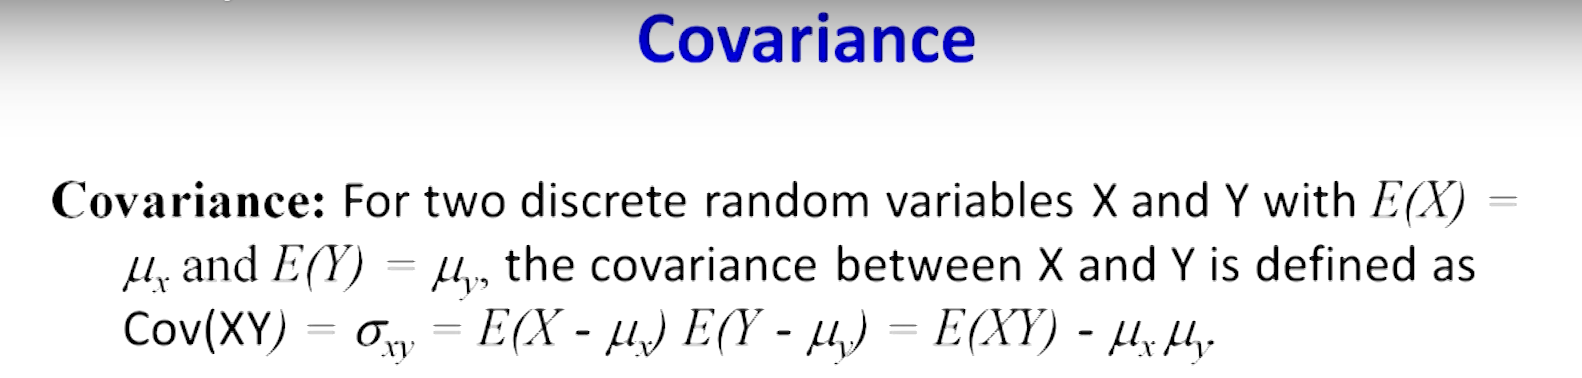 Covariance
Covariance: For two discrete random variables X and Y with E(X) =
μx and E(Y) = μy, the covariance between X and Y is defined as
Cov(XY) = σxy = E(X - μx) E(Y - μy) = E(XY) - μx μy.